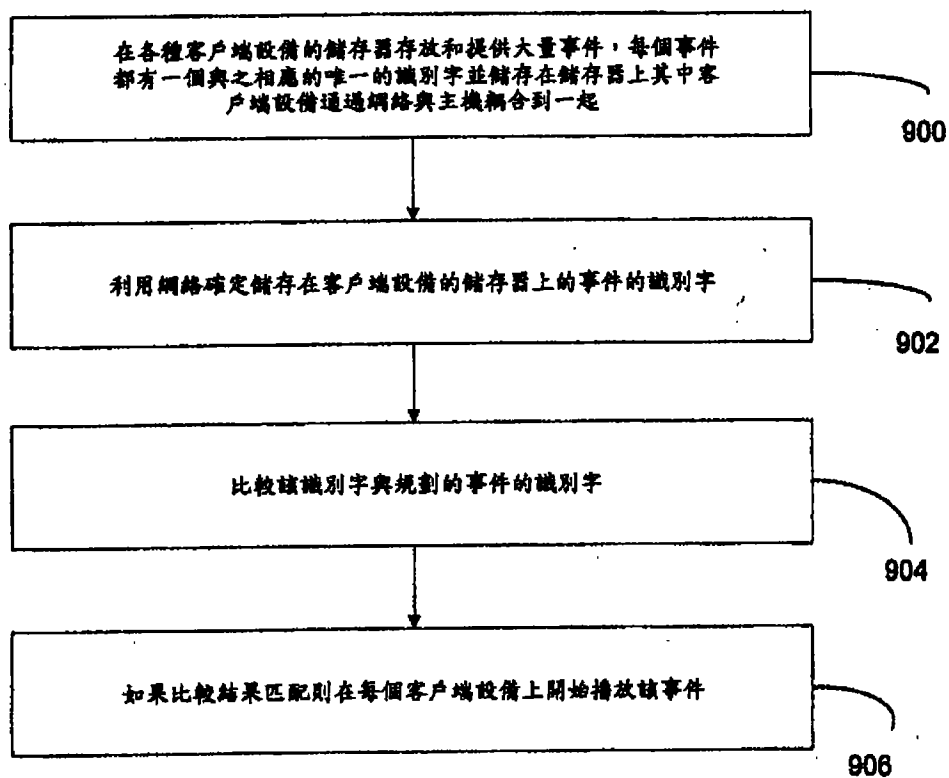 在各種客戶端設備的儲存器存放和提供大量事件，每個事件
都有一個與之相應的唯一的識別字並儲存在儲存器上其中客
戶端設備通過網絡與主機耦合到一起
900
利用網絡確定儲存在客戶端設備的儲存器上的事件的識別字
902
比較該識別字與規劃的事件的識別字
904
如果比較結果匹配則在每個客戶端設備上開始播放該事件
906